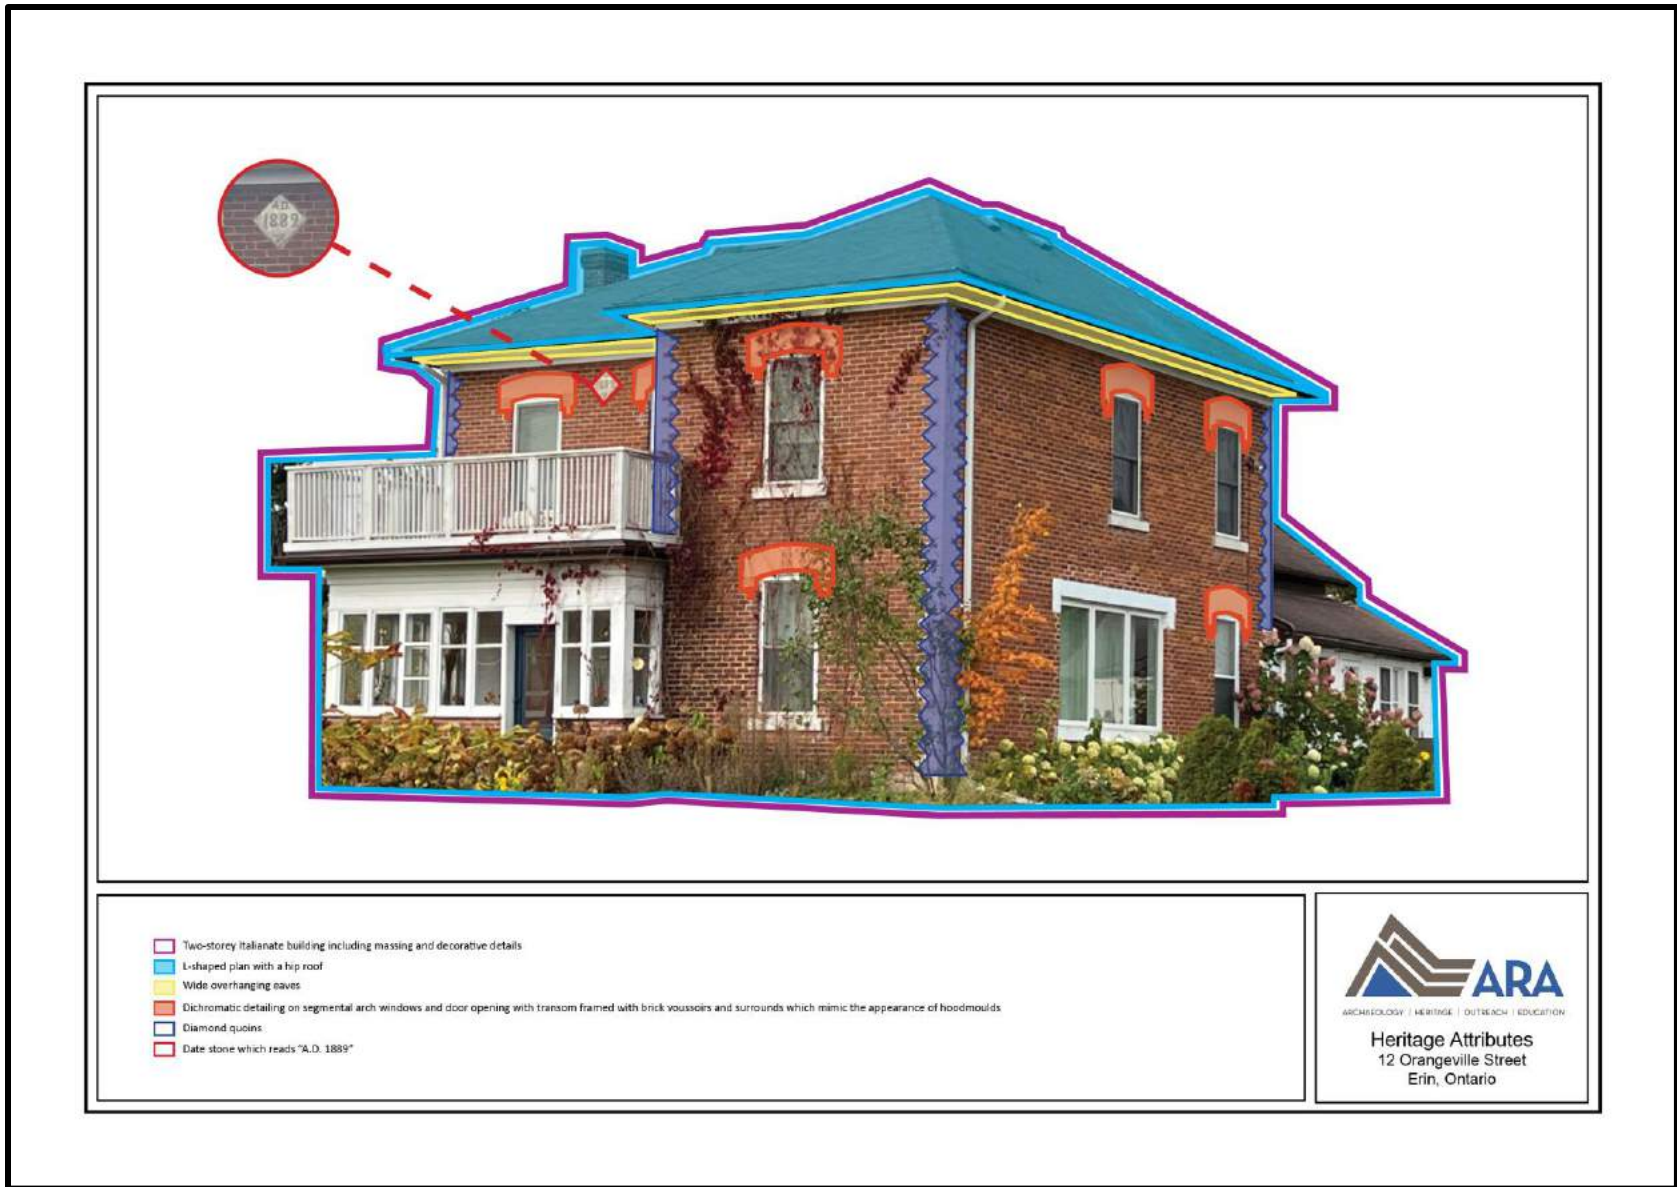 A.D.
1889
1889
Two-storey Italianate building including massing and decorative details
L-shaped plan with a hip roof
Wide overhanging eaves
Dichromatic detailing on segmental arch windows and door opening with transom framed with brick voussoirs and surrounds which mimic the appearance of hoodmoulds
Diamond quoins
Date stone which reads "A.D. 1889"
ARA
ARCHAEOLOGY | HERITAGE | OUTREACH | EDUCATION
Heritage Attributes
12 Orangeville Street
Erin, Ontario